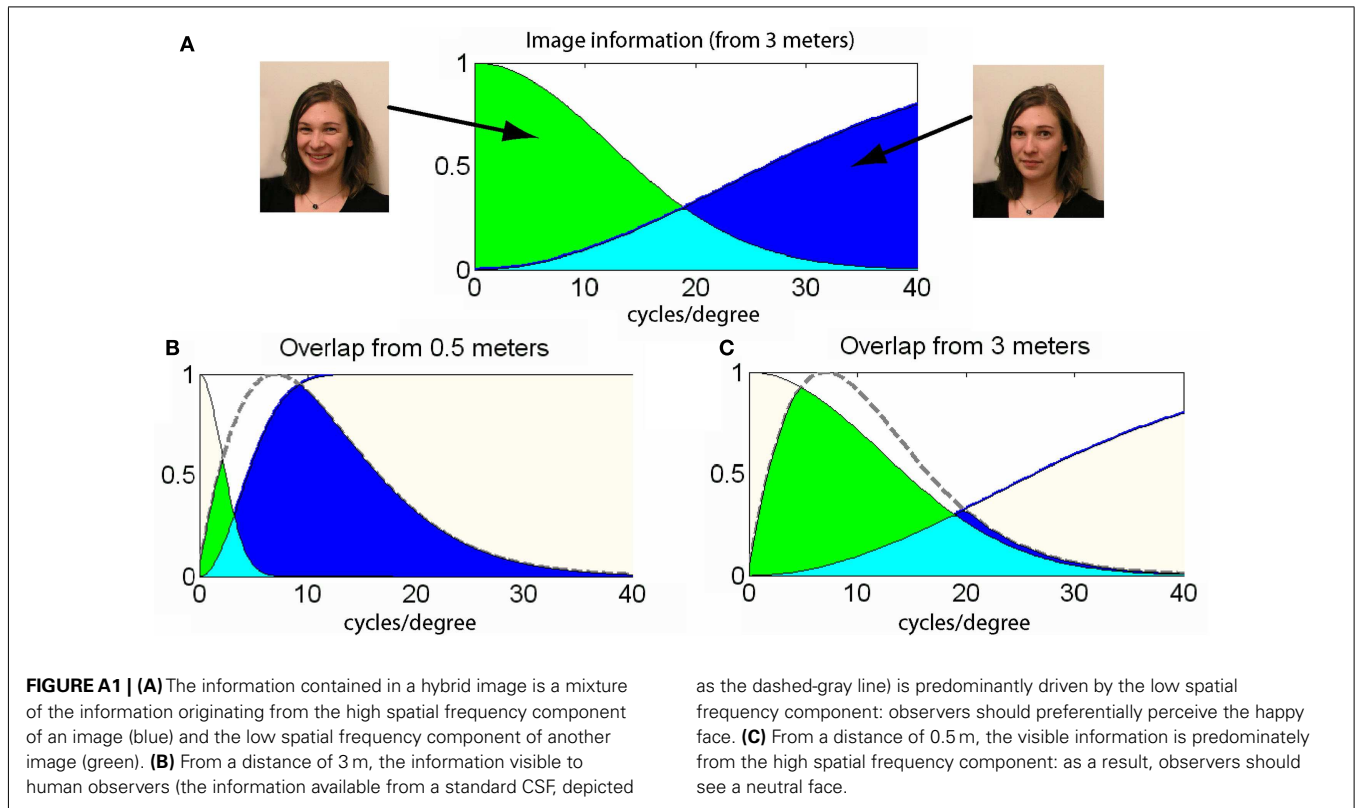 A
Image information (from 3 meters)
1
0.5
0
0 10 20 30 40
cycles/degree
B
Overlap from 0.5 meters
1
0.5
0
0 10 20 30 40
cycles/degree
C
Overlap from 3 meters
1
0.5
0
0 10 20 30 40
cycles/degree
FIGURE A1 | (A) The information contained in a hybrid image is a mixture
of the information originating from the high spatial frequency component
of an image (blue) and the low spatial frequency component of another
image (green). (B) From a distance of 3 m, the information visible to
human observers (the information available from a standard CSF, depicted
as the dashed-gray line) is predominantly driven by the low spatial
frequency component: observers should preferentially perceive the happy
face. (C) From a distance of 0.5 m, the visible information is predominately
from the high spatial frequency component: as a result, observers should
see a neutral face.